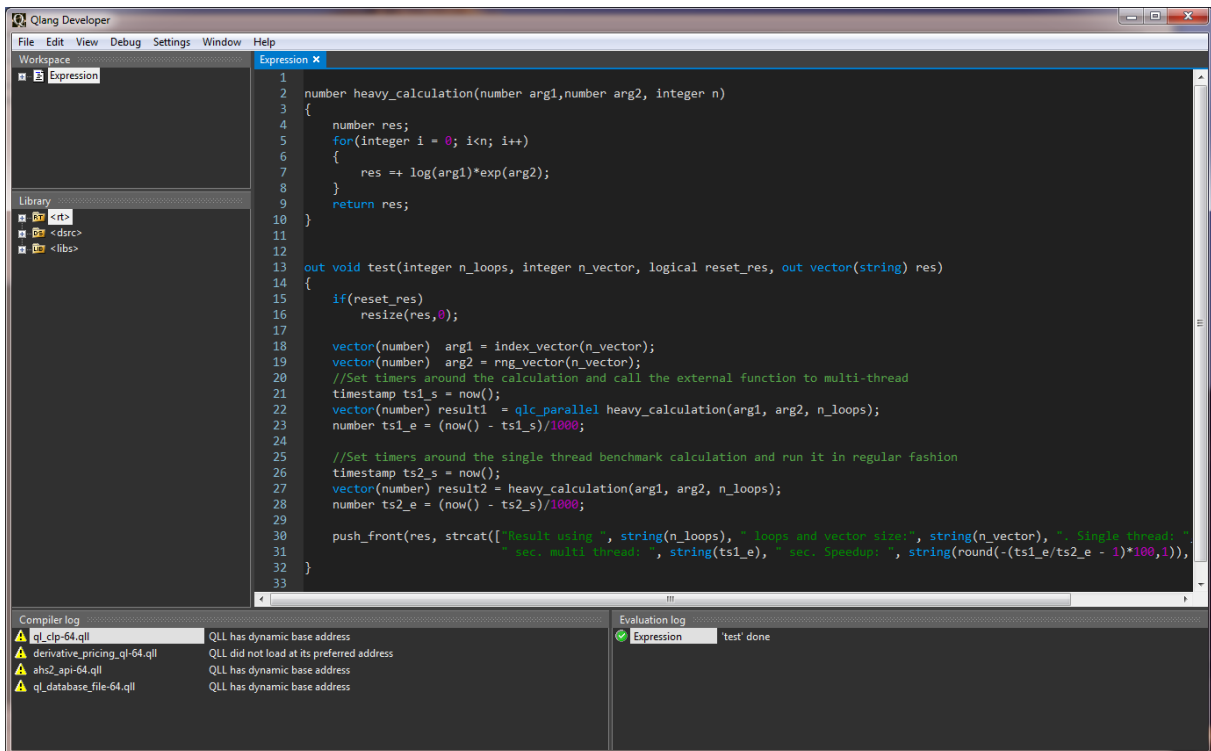 Qlang Developer
File Edit View Debug Settings Window Help
Workspace
Expression
Library
<rt>
<dsrc>
<libs>
Expression ×
1
2 number heavy_calculation(number arg1,number arg2, integer n)
3 {
4 number res;
5 for(integer i = 0; i<n; i++)
6 {
7 res =+ log(arg1)*exp(arg2);
8 }
9 return res;
10 }
11
12
13 out void test(integer n_loops, integer n_vector, logical reset_res, out vector(string) res)
14 {
15 if(reset_res)
16 resize(res,0);
17
18 vector(number) arg1 = index_vector(n_vector);
19 vector(number) arg2 = rng_vector(n_vector);
20 //Set timers around the calculation and call the external function to multi-thread
21 timestamp ts1_s = now();
22 vector(number) result1 = qlc_parallel heavy_calculation(arg1, arg2, n_loops);
23 number ts1_e = (now() - ts1_s)/1000;
24
25 //Set timers around the single thread benchmark calculation and run it in regular fashion
26 timestamp ts2_s = now();
27 vector(number) result2 = heavy_calculation(arg1, arg2, n_loops);
28 number ts2_e = (now() - ts2_s)/1000;
29
30 push_front(res, strcat(["Result using ", string(n_loops), " loops and vector size:", string(n_vector), ". Single thread: "
31 " sec. multi thread: ", string(ts1_e), " sec. Speedup: ", string(round(-(ts1_e/ts2_e - 1)*100,1)),
32 }
33
Compiler log
ql_clp-64.qll QLL has dynamic base address
derivative_pricing_ql-64.qll QLL did not load at its preferred address
ahs2_api-64.qll QLL has dynamic base address
ql_database_file-64.qll QLL has dynamic base address
Evaluation log
Expression 'test' done